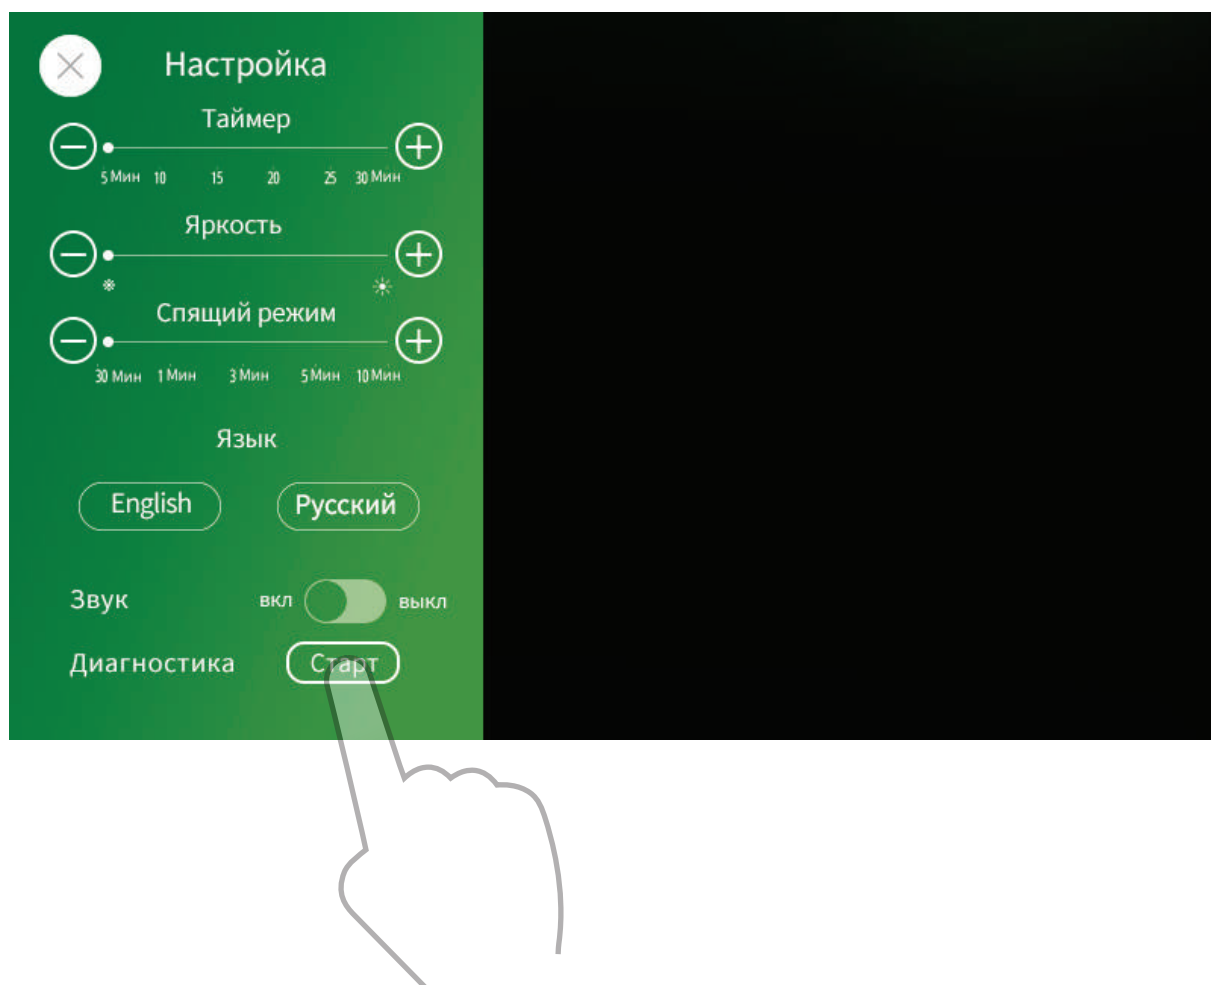 Настройка
Таймер
5 Мин 10 15 20 25 30 Мин
Яркость
Спящий режим
30 Мин 1 Мин 3 Мин 5 Мин 10 Мин
Язык
English Русский
Звук вкл выкл
Диагностика Старт